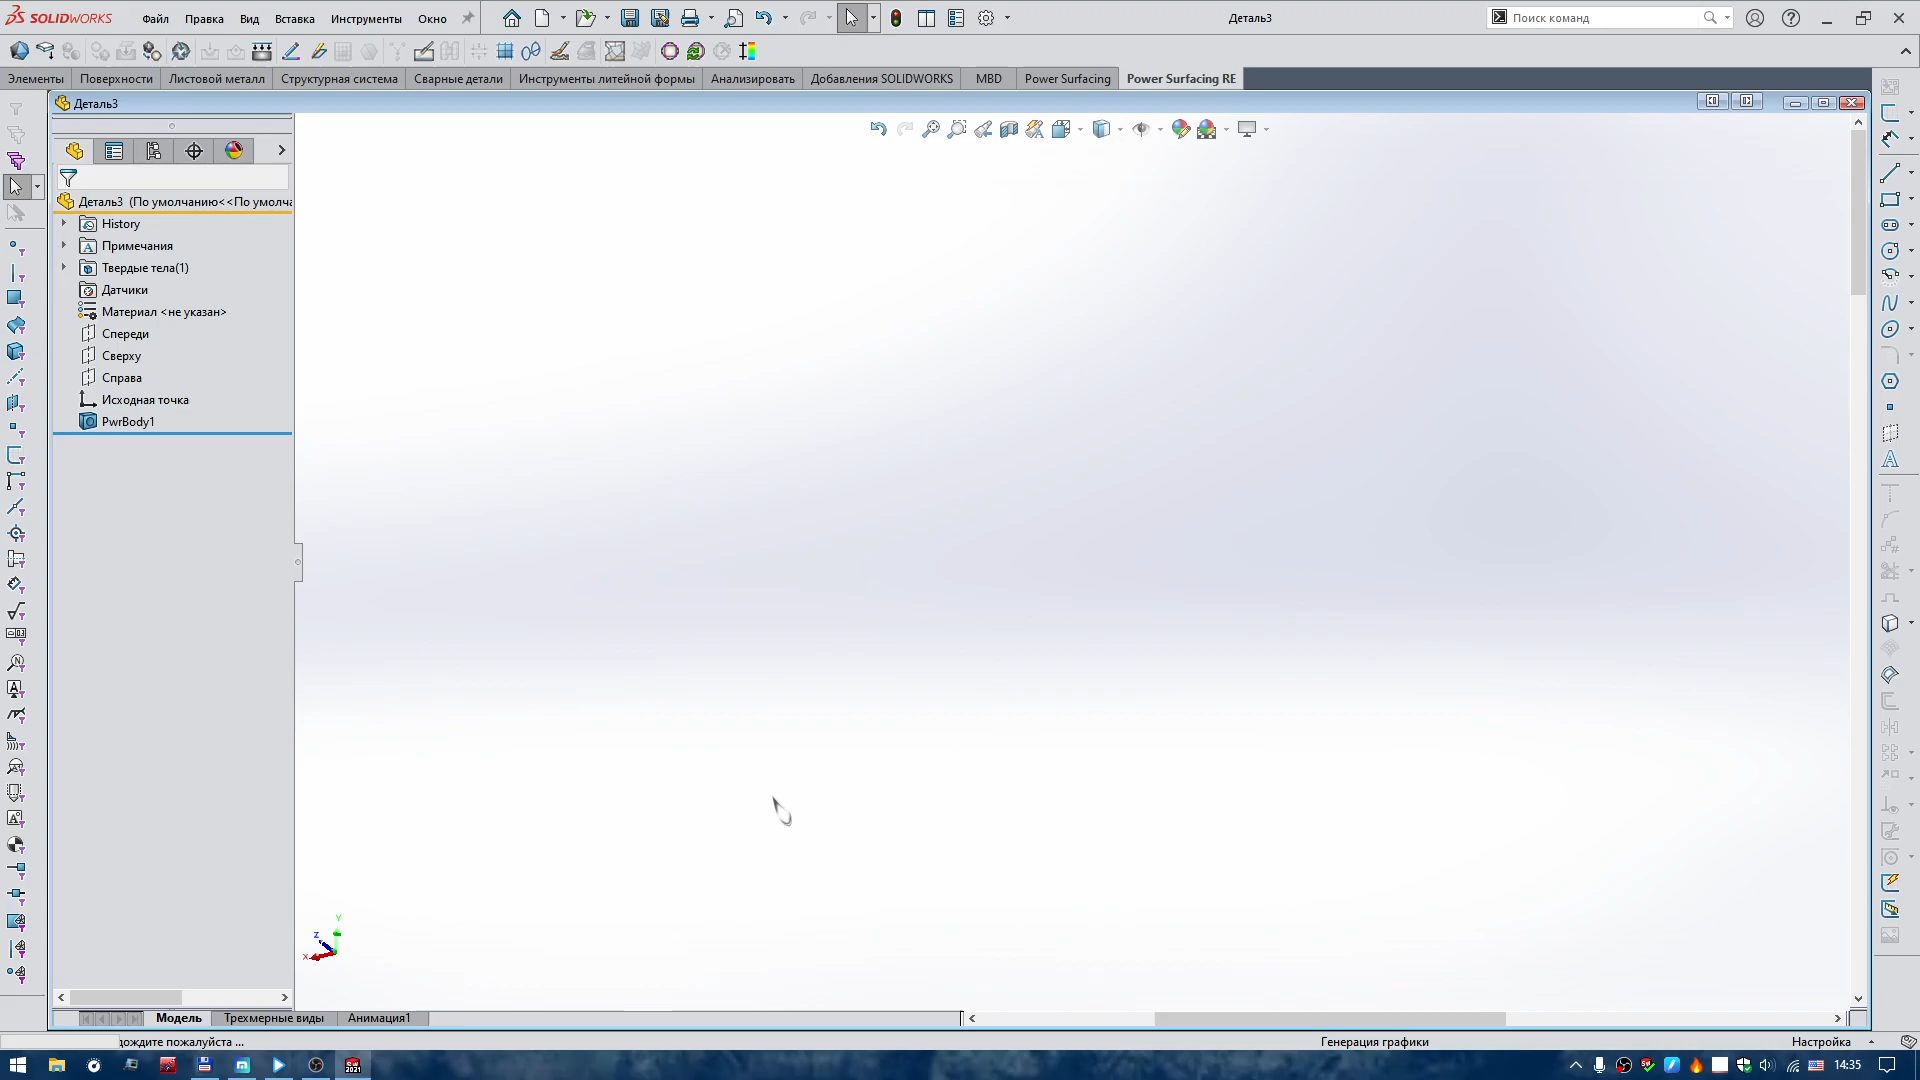 SOLIDWORKS
Файл
Правка
Вид
Вставка
Инструменты
Окно
Деталь3
Поиск команд
Элементы
Поверхности
Листовой металл
Структурная система
Сварные детали
Инструменты литейной формы
Анализировать
Добавления SOLIDWORKS
MBD
Power Surfacing
Power Surfacing RE
Деталь3
Деталь3 (По умолчанию<<По умолча
History
Примечания
Твердые тела(1)
Датчики
Материал <не указан>
Спереди
Сверху
Справа
Исходная точка
PwrBody1
Y
Z
X
Модель
Трехмерные виды
Анимация1
дождите пожалуйста ...
Генерация графики
Настройка
2021
14:35